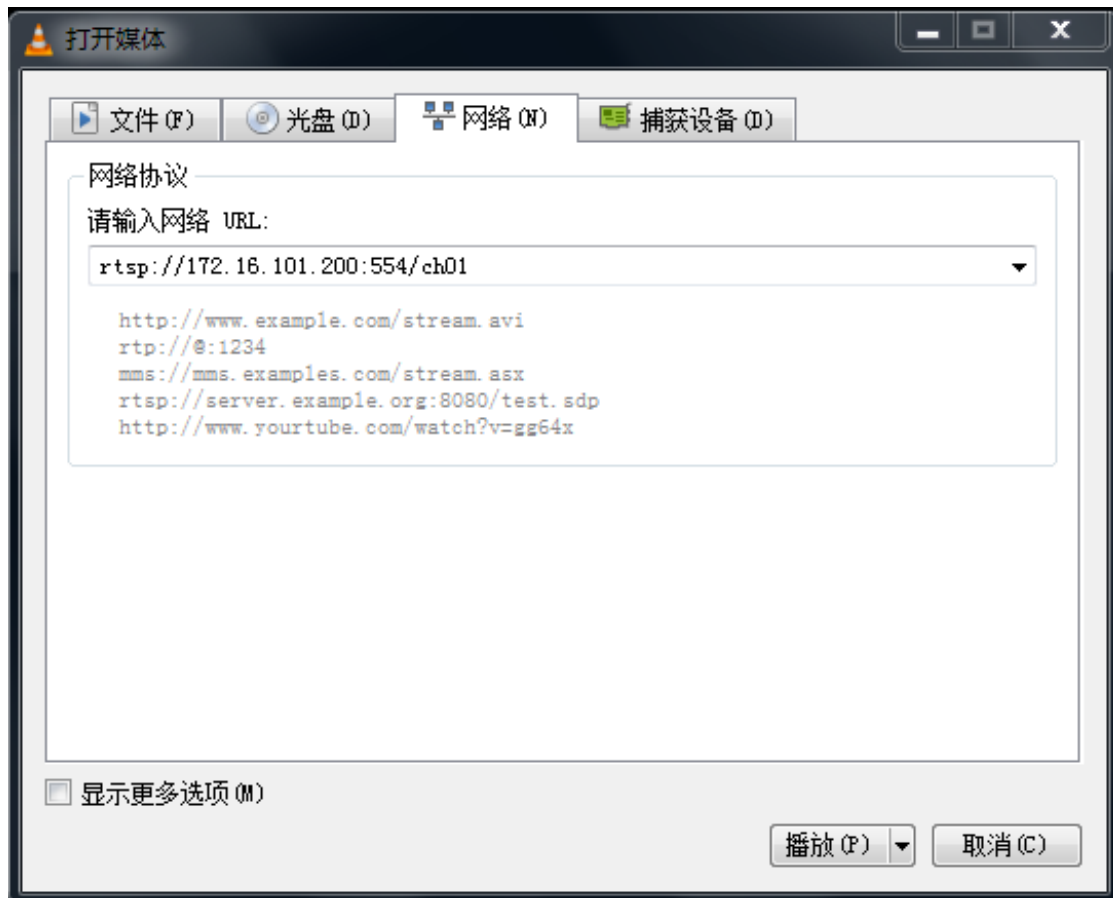 打开媒体
文件(F) 光盘(D) 网络(N) 捕获设备(D)
网络协议
请输入网络 URL:
rtsp://172.16.101.200:554/ch01
http://www.example.com/stream.avi
rtp://@:1234
mms://mms.examples.com/stream.asx
rtsp://server.example.org:8080/test.sdp
http://www.yourtube.com/watch?v=gg64x
显示更多选项(M)
播放(P) 取消(C)